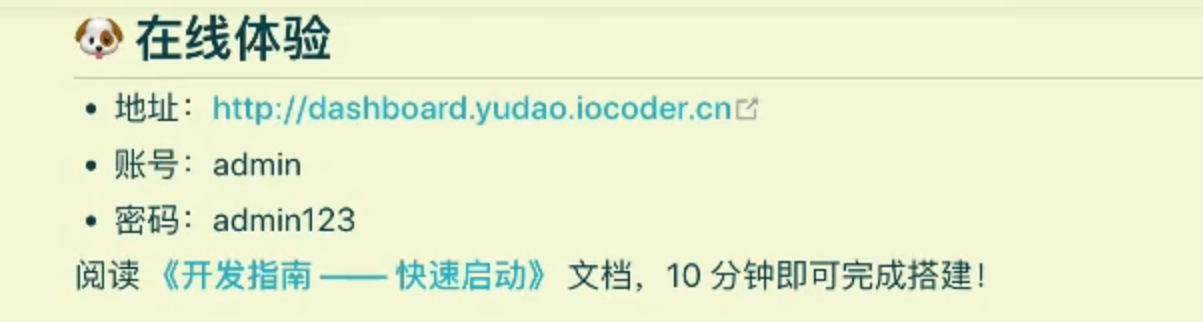 🐶 在线体验
• 地址：http://dashboard.yudao.iocoder.cn
• 账号：admin
• 密码：admin123
阅读 《开发指南 —— 快速启动》 文档，10 分钟即可完成搭建！